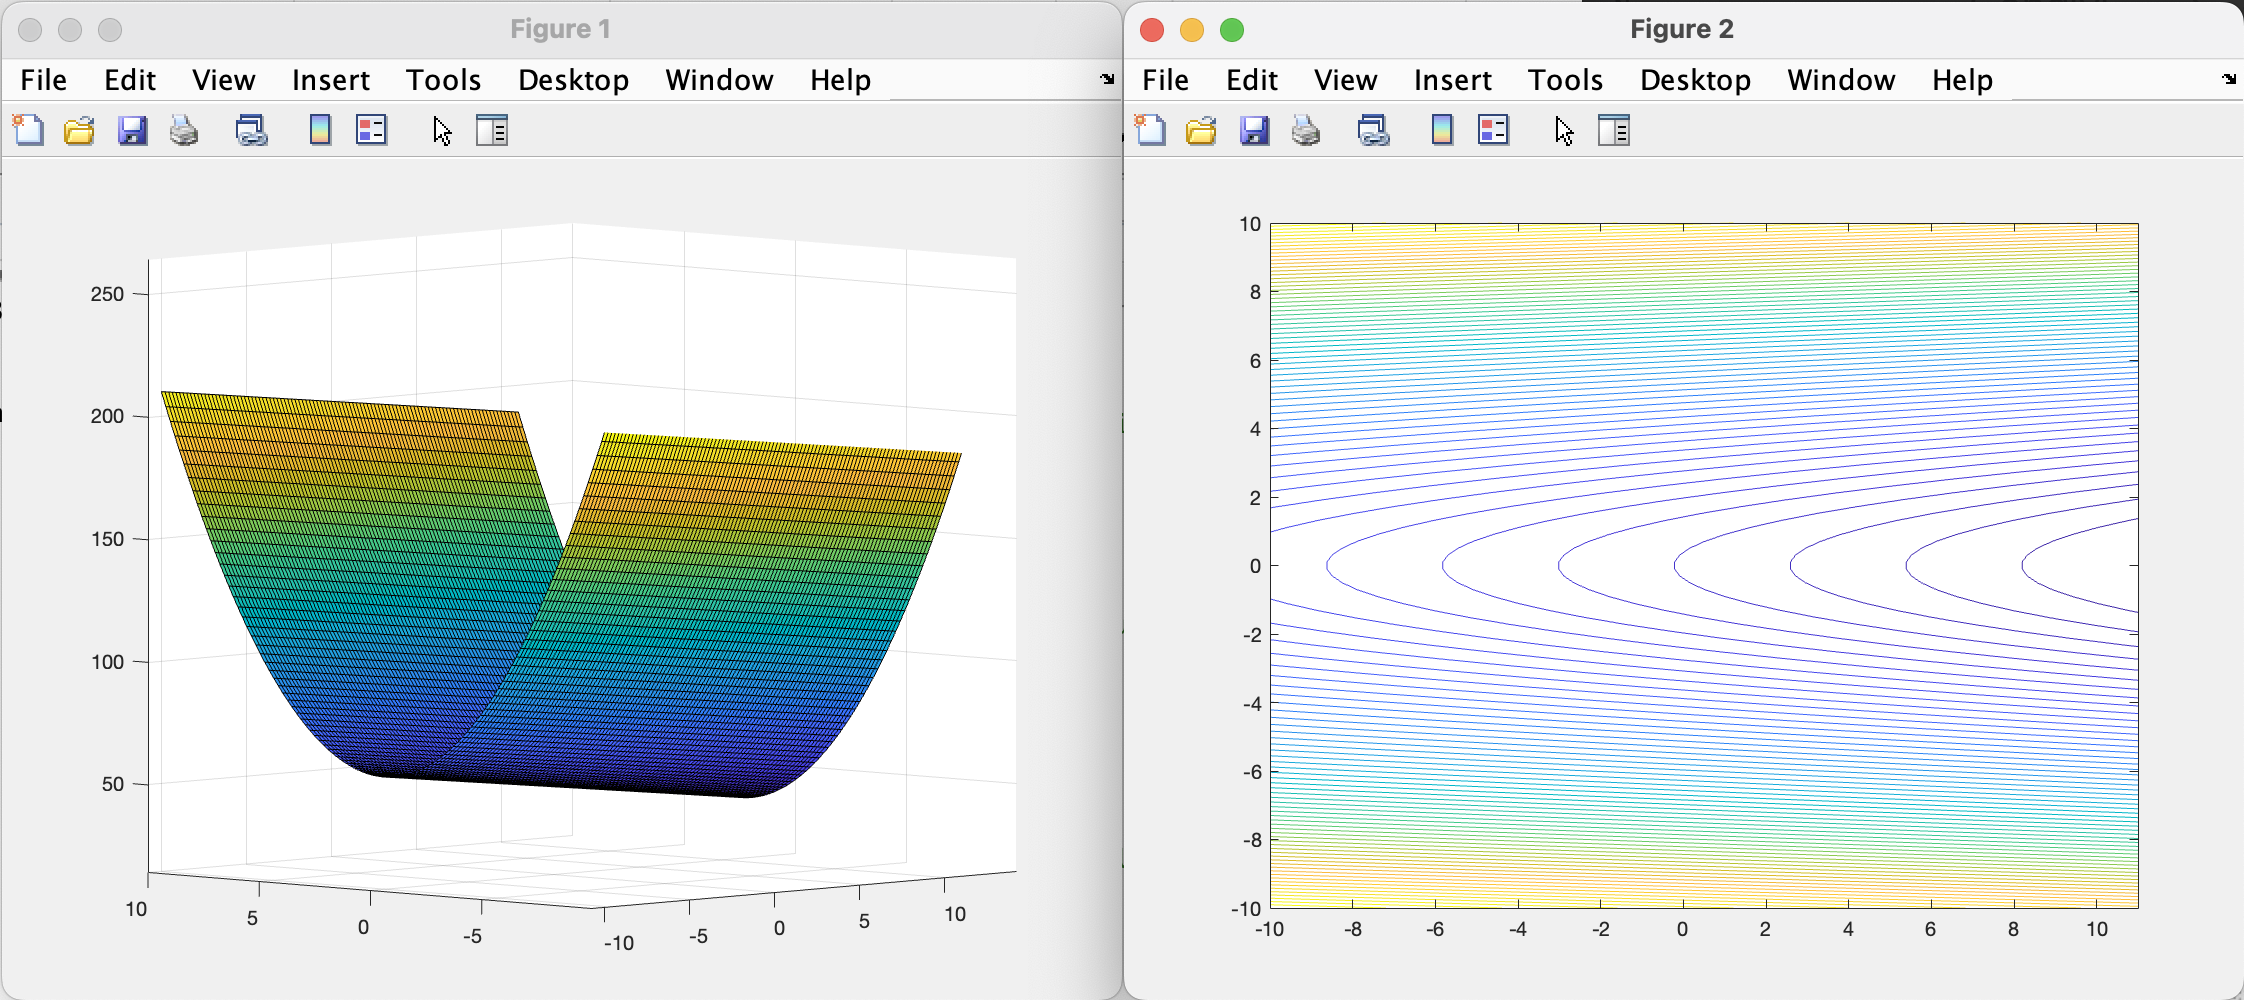 Figure 1
File Edit View Insert Tools Desktop Window Help
250
200
150
100
50
10 5 0 -5 -10 -5 0 5 10
Figure 2
File Edit View Insert Tools Desktop Window Help
10
8
6
4
2
0
-2
-4
-6
-8
-10
-10 -8 -6 -4 -2 0 2 4 6 8 10